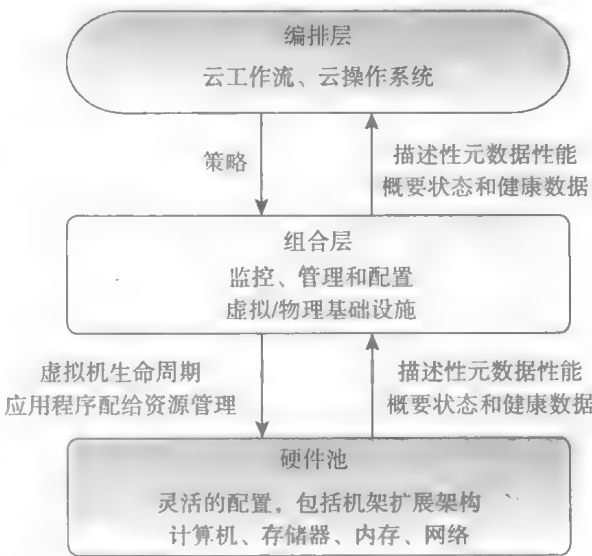 编排层
云工作流、云操作系统
策略
描述性元数据性能
概要状态和健康数据
组合层
监控、管理和配置
虚拟/物理基础设施
虚拟机生命周期
应用程序配给资源管理
描述性元数据性能
概要状态和健康数据
硬件池
灵活的配置，包括机架扩展架构
计算机、存储器、内存、网络